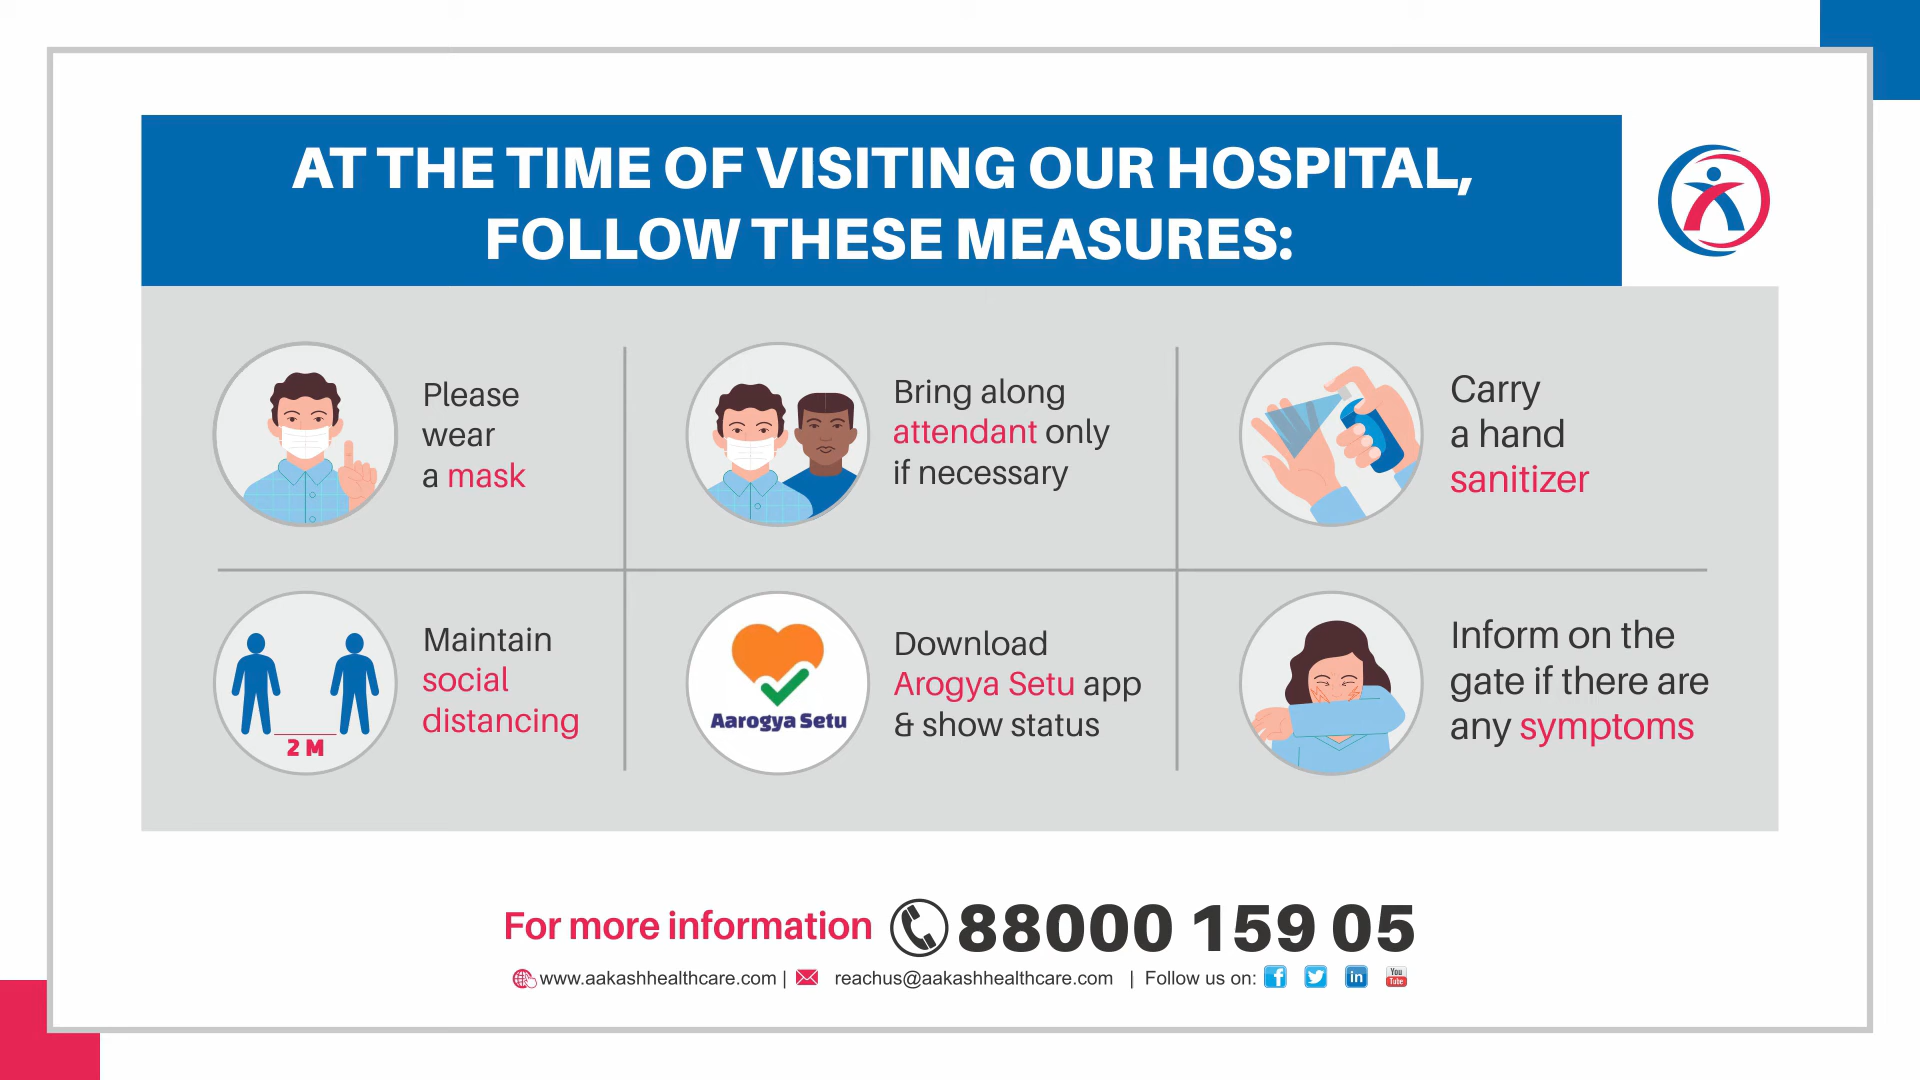 AT THE TIME OF VISITING OUR HOSPITAL,
FOLLOW THESE MEASURES:
Please
wear
a mask
Bring along
attendant only
if necessary
Carry
a hand
sanitizer
2 M
Maintain
social
distancing
Aarogya Setu
Download
Arogya Setu app
& show status
Inform on the
gate if there are
any symptoms
For more information 88000 159 05
www.aakashhealthcare.com | reachus@aakashhealthcare.com | Follow us on: f in You Tube